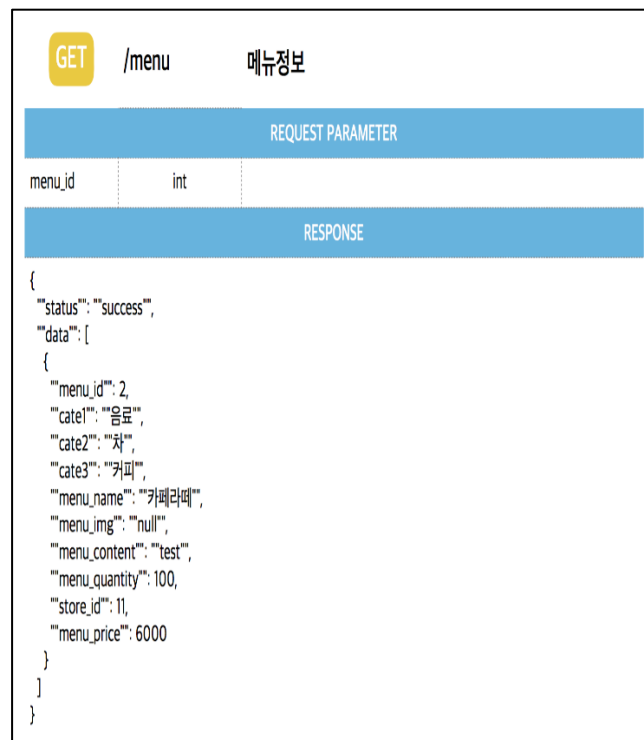 GET /menu 메뉴정보
REQUEST PARAMETER
menu_id int
RESPONSE
{
""status"": ""success"",
""data"": [
{
""menu_id"": 2,
""cate1"": ""음료"",
""cate2"": ""차"",
""cate3"": ""커피"",
""menu_name"": ""카페라떼"",
""menu_img"": ""null"",
""menu_content"": ""test"",
""menu_quantity"": 100,
""store_id"": 11,
""menu_price"": 6000
}
]
}